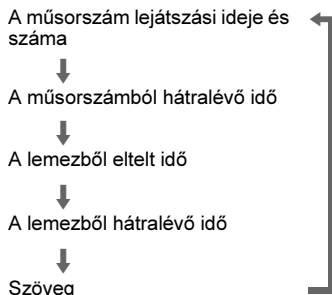 A műsorszám lejátszási ideje és
száma
A műsorszámból hátralévő idő
A lemezből eltelt idő
A lemezből hátralévő idő
Szöveg